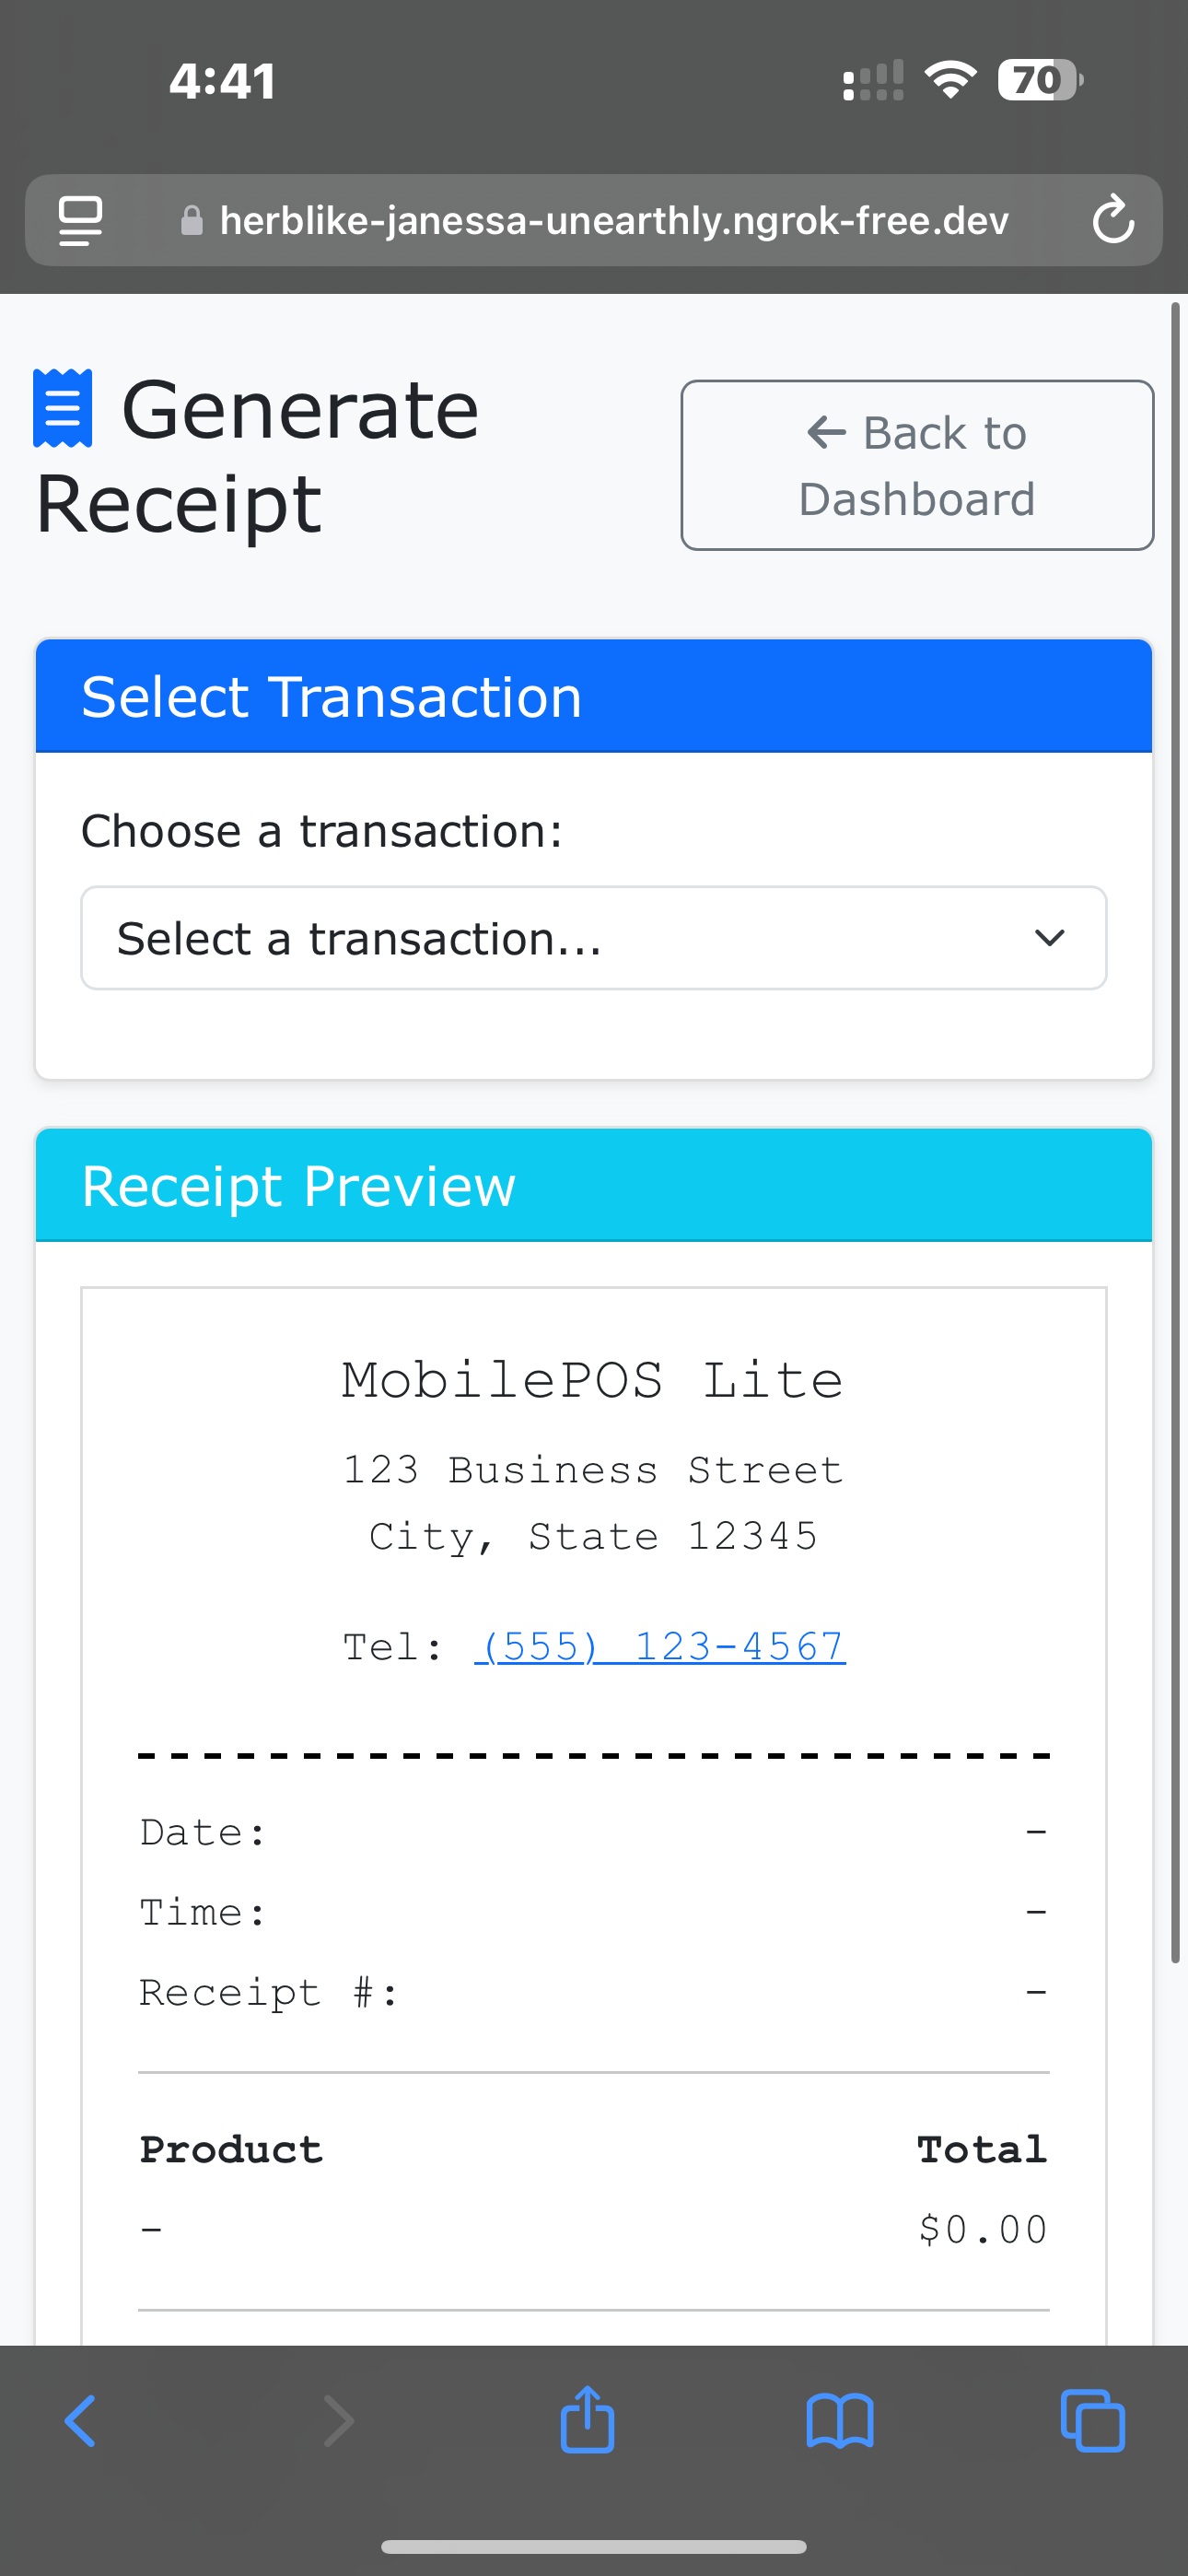 4:41
70
herblike-janessa-unearthly.ngrok-free.dev
Generate
Receipt
← Back to
Dashboard
Select Transaction
Choose a transaction:
Select a transaction...
Receipt Preview
MobilePOS Lite
123 Business Street
City, State 12345
Tel: (555) 123-4567
Date: -
Time: -
Receipt #: -
Product Total
- $0.00